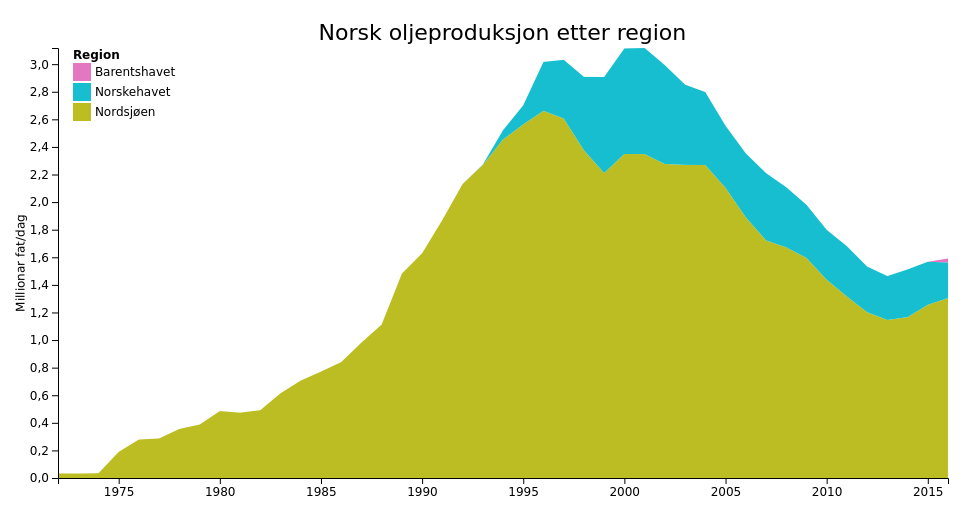 Norsk oljeproduksjon etter region
Region
Barentshavet
Norskehavet
Nordsjøen
Millionar fat/dag
3,0
2,8
2,6
2,4
2,2
2,0
1,8
1,6
1,4
1,2
1,0
0,8
0,6
0,4
0,2
0,0
1975 1980 1985 1990 1995 2000 2005 2010 2015